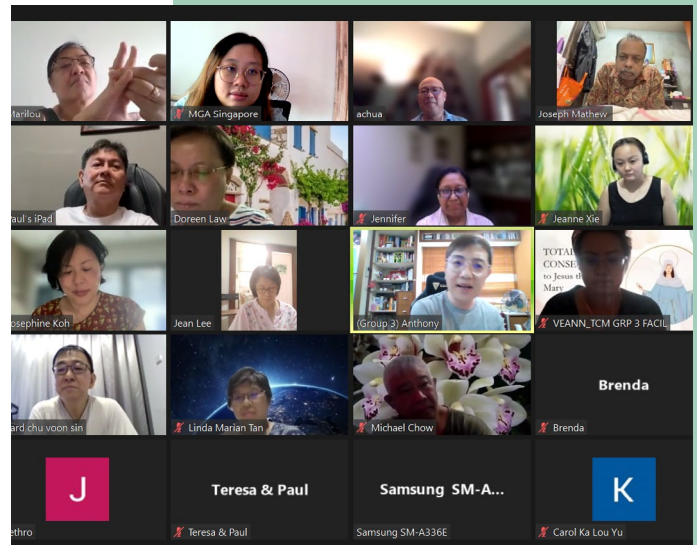 Marilou
MGA Singapore
achua
Joseph Mathew
aul's iPad
Doreen Law
Jennifer
Jeanne Xie
osephine Koh
Jean Lee
(Group 3) Anthony
TOTAL
CONSE
to Jesus th
Mary
VEANN_TCM GRP 3 FACIL
ard chu voon sin
Linda Marian Tan
Michael Chow
Brenda
Brenda
J
ethro
Teresa & Paul
Teresa & Paul
Samsung SM-A...
Samsung SM-A336E
K
Carol Ka Lou Yu